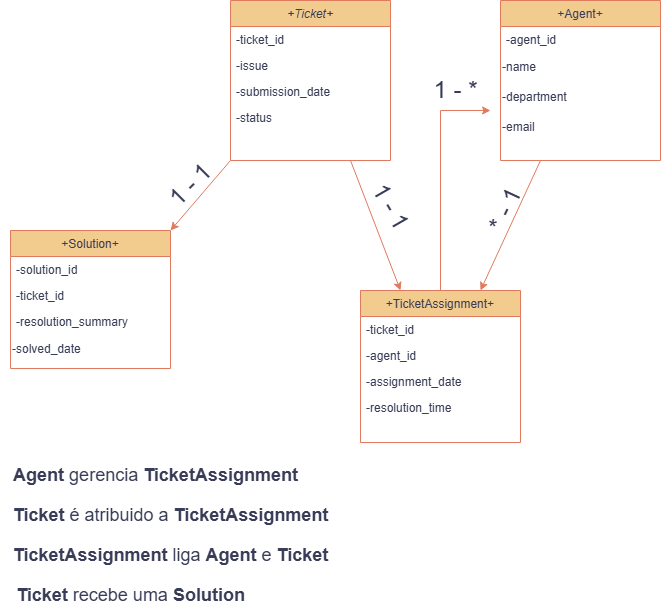 +Ticket+
-ticket_id
-issue
-submission_date
-status
+Agent+
-agent_id
-name
-department
-email
1 - *
1 - 1
1 - 1
* - 1
+Solution+
-solution_id
-ticket_id
-resolution_summary
-solved_date
+TicketAssignment+
-ticket_id
-agent_id
-assignment_date
-resolution_time
Agent gerencia TicketAssignment
Ticket é atribuido a TicketAssignment
TicketAssignment liga Agent e Ticket
Ticket recebe uma Solution